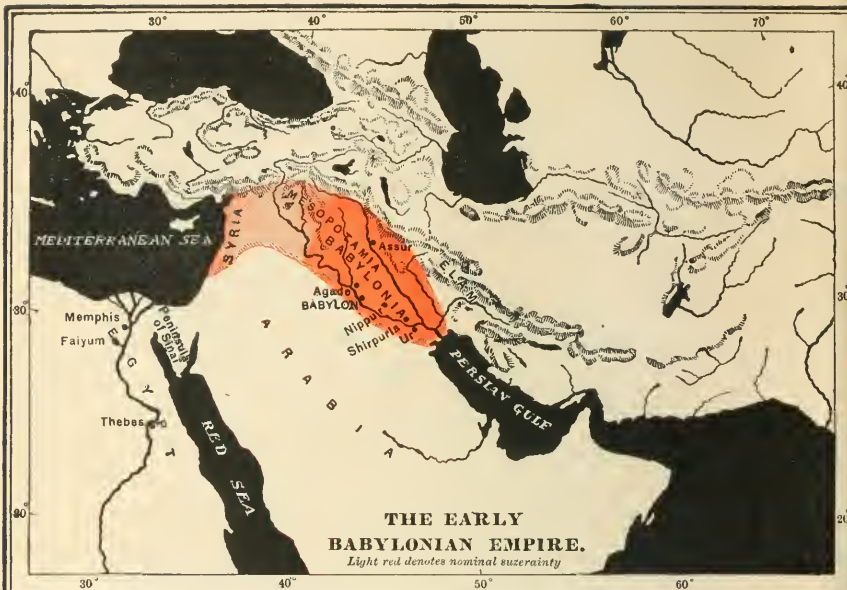 30° 40° 50° 60° 70°
40°
MEDITERRANEAN SEA
SYRIA
MESOPOTAMIA
BABYLONIA
Assur
ELAM
Agade
BABYLON
Nippur
Shirpurla Ur
30°
30°
Memphis
Faiyum
EGYPT
Peninsula
of Sinai
Thebes
ARABIA
PERSIAN GULF
RED SEA
THE EARLY
BABYLONIAN EMPIRE.
Light red denotes nominal suzerainty
30° 40° 50° 60°